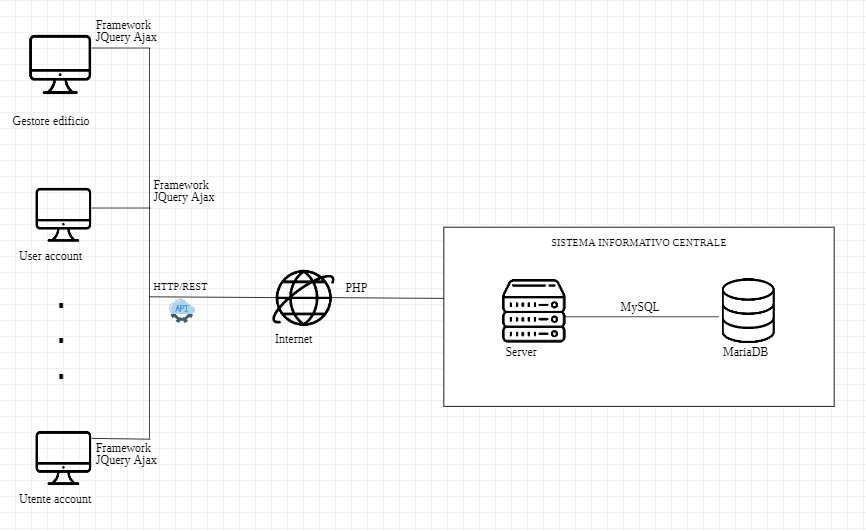 Framework
JQuery Ajax
Gestore edificio
Framework
JQuery Ajax
User account
HTTP/REST
API
Internet
PHP
SISTEMA INFORMATIVO CENTRALE
MySQL
Server
MariaDB
Framework
JQuery Ajax
Utente account